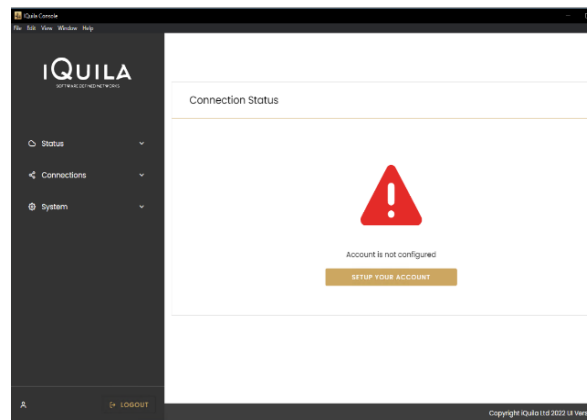 iQuila Console
File Edit View Window Help
iQUILA
SOFTWARE DEFINED NETWORKS
Status
Connections
System
LOGOUT
Connection Status
Account is not configured
SETUP YOUR ACCOUNT
Copyright iQuila Ltd 2022 UI Vers